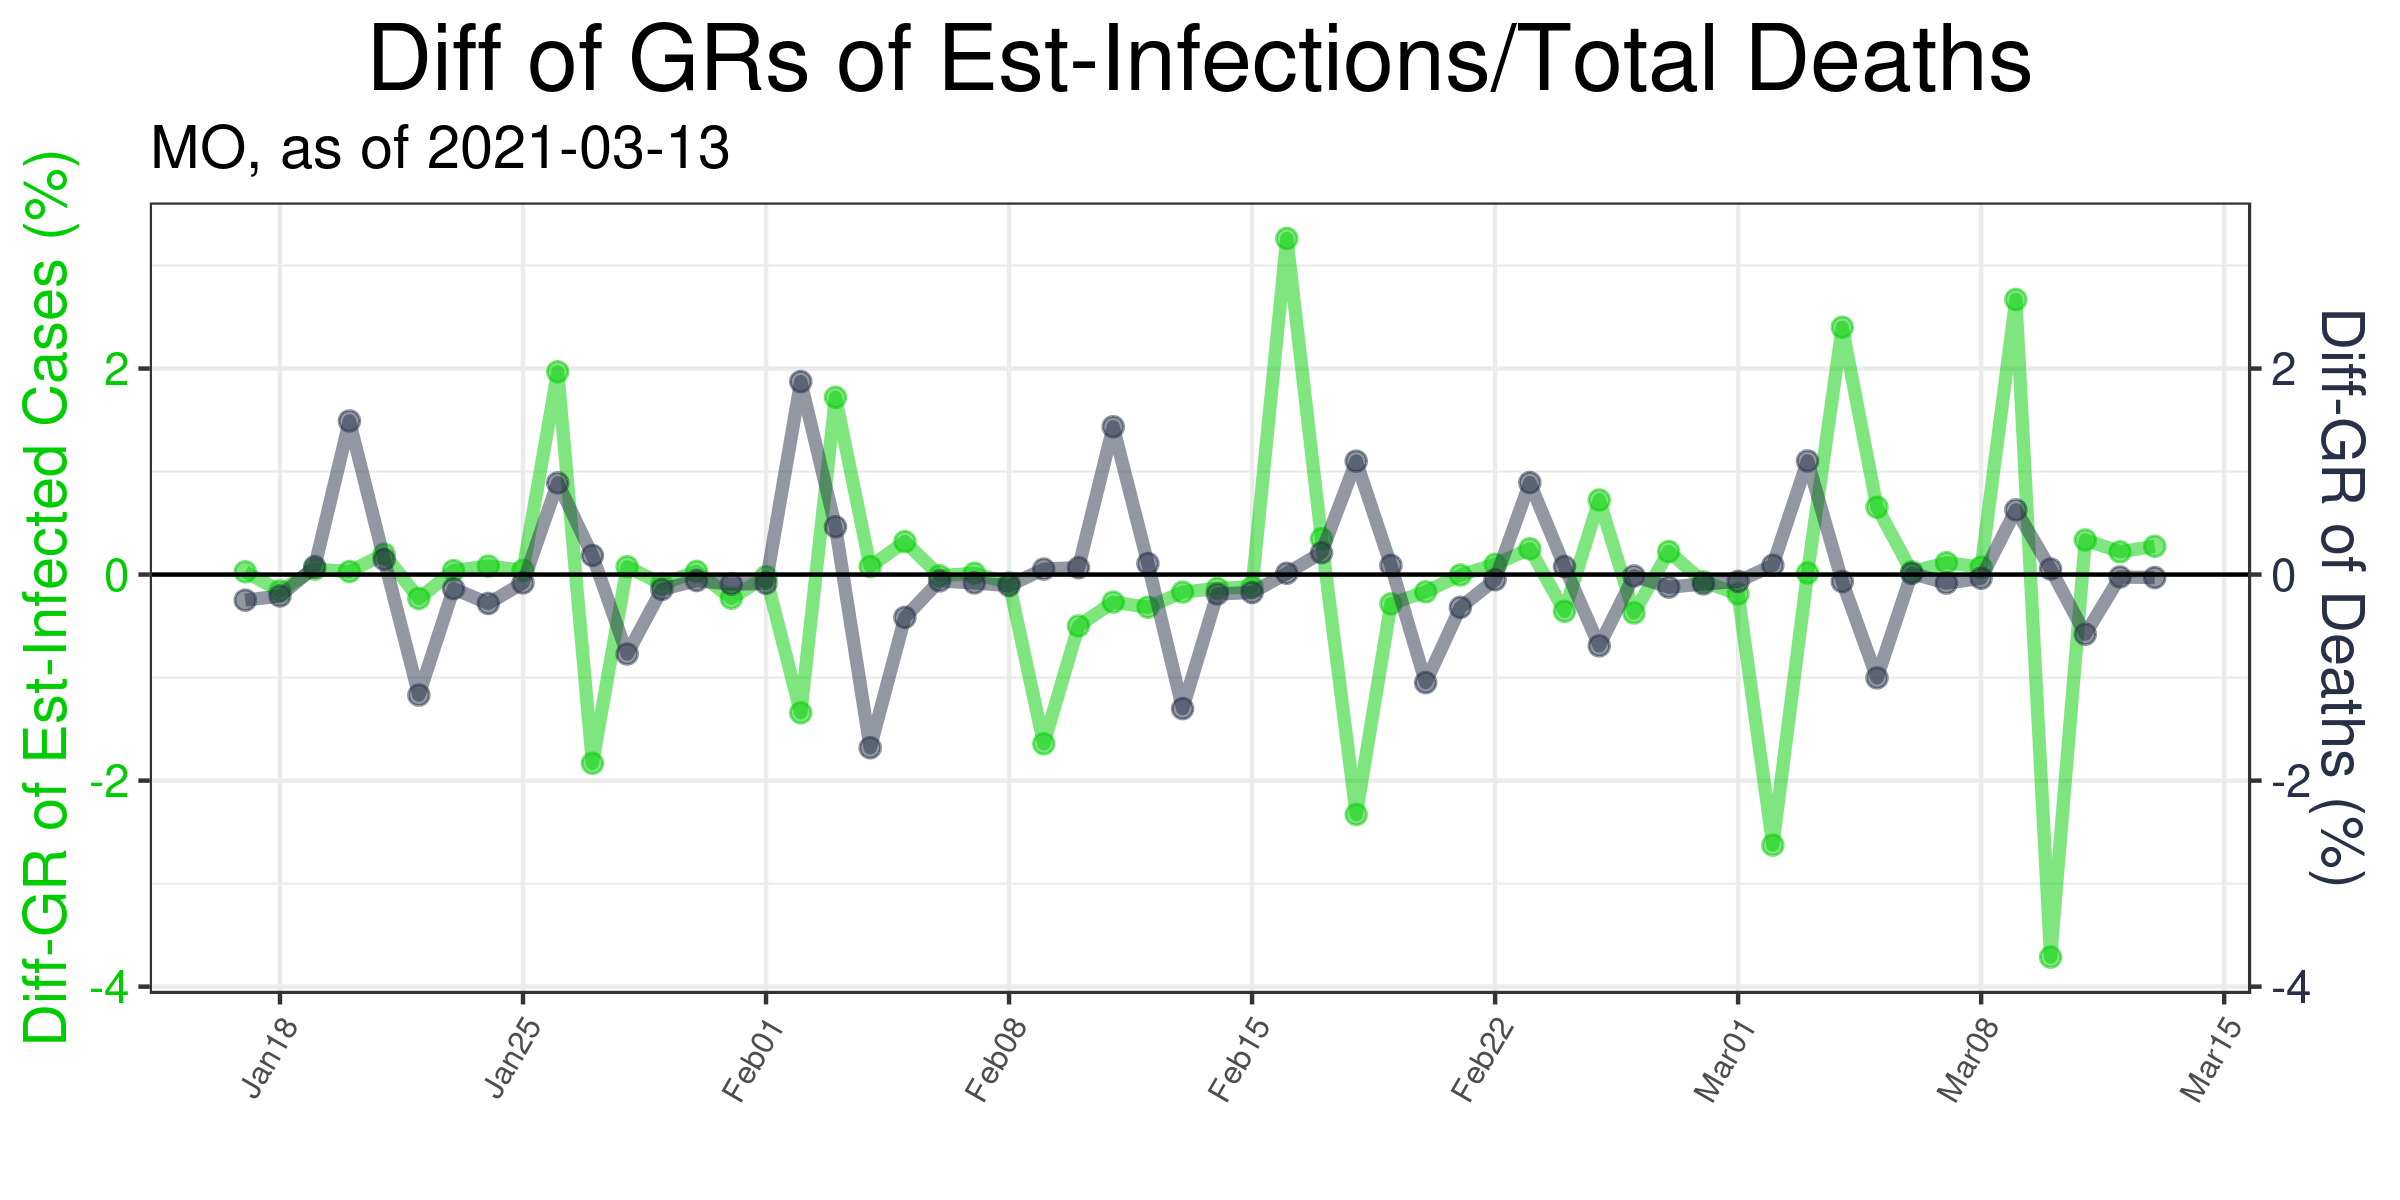 Diff of GRs of Est-Infections/Total Deaths
MO, as of 2021-03-13
Diff-GR of Est-Infected Cases (%)
2
0
-2
-4
2
0
-2
-4
Diff-GR of Deaths (%)
Jan18
Jan25
Feb01
Feb08
Feb15
Feb22
Mar01
Mar08
Mar15